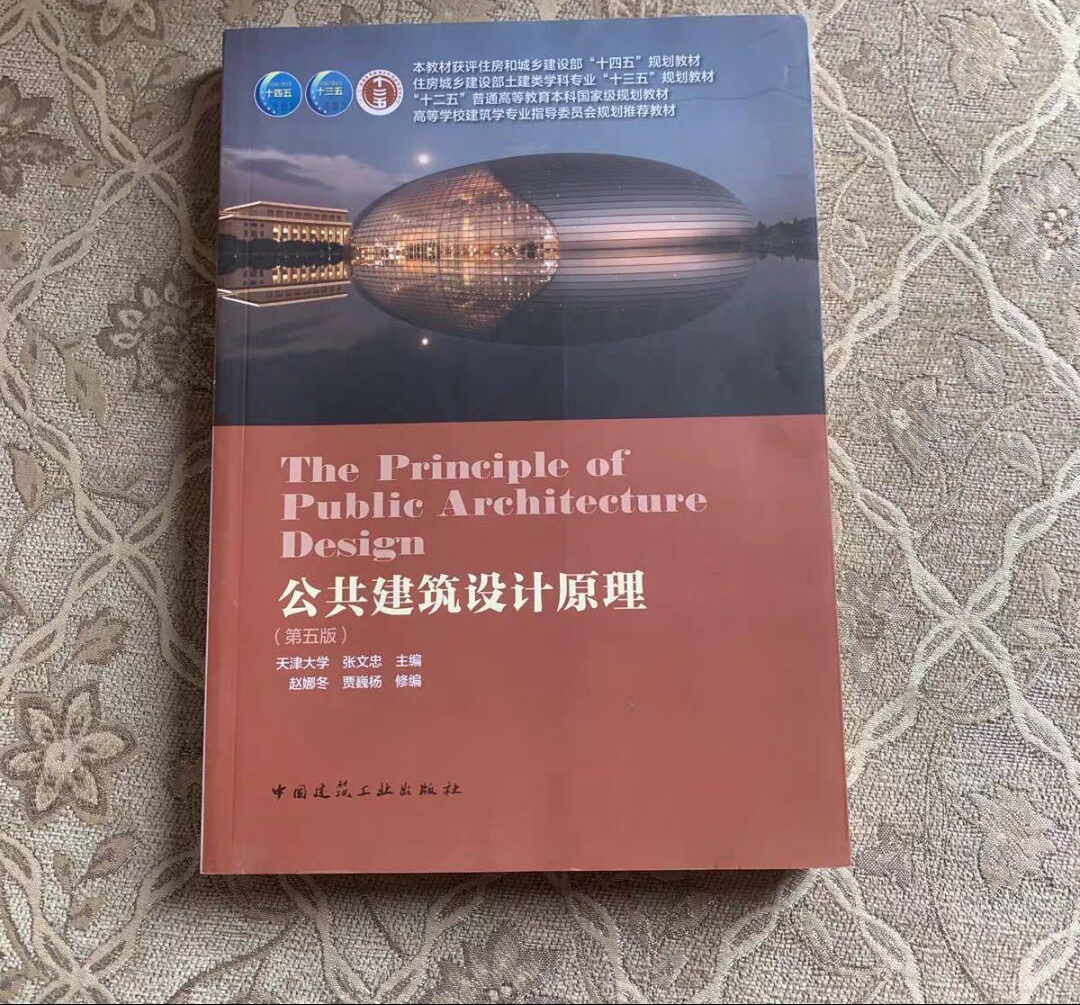 本教材获评住房和城乡建设部“十四五”规划教材
住房城乡建设部土建类学科专业“十三五”规划教材
“十二五”普通高等教育本科国家级规划教材
高等学校建筑学专业指导委员会规划推荐教材
十四五
十三五
The Principle of
Public Architecture
Design
公共建筑设计原理
（第五版）
天津大学 张文忠 主编
赵娜冬 贾巍杨 修编
中国建筑工业出版社